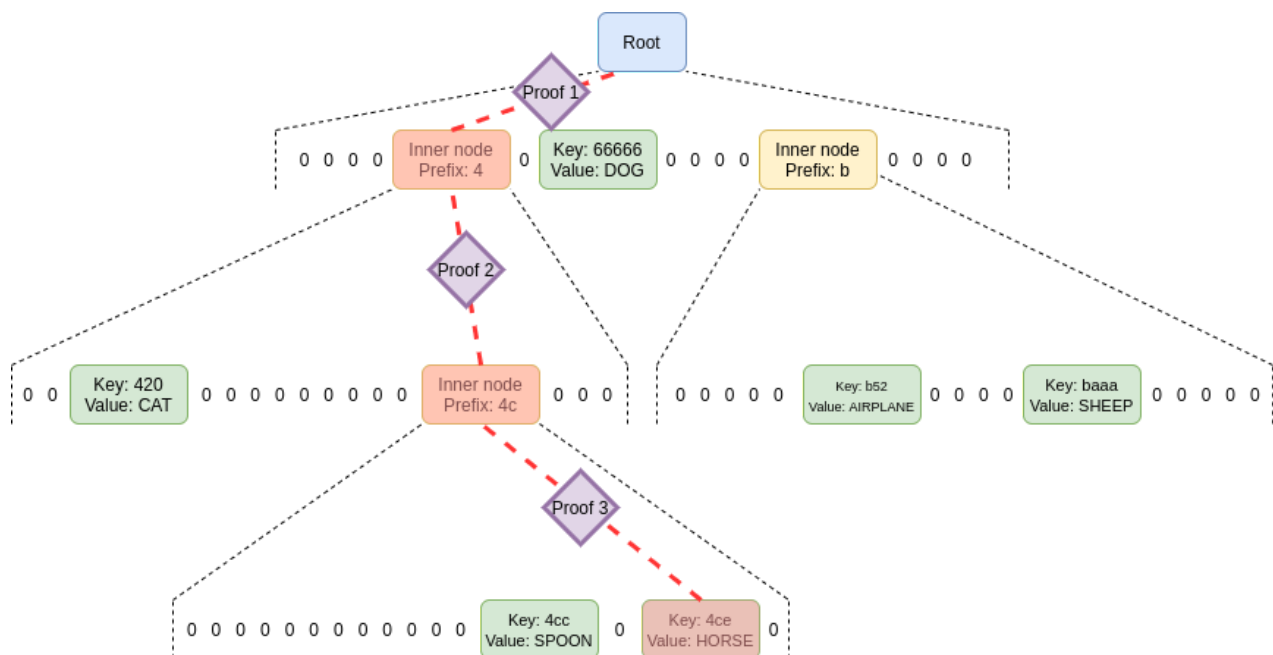 Root
Proof 1
0 0 0 0
Inner node
Prefix: 4
0
Key: 66666
Value: DOG
0 0 0 0
Inner node
Prefix: b
0 0 0 0
Proof 2
0 0
Key: 420
Value: CAT
0 0 0 0 0 0 0 0 0
Inner node
Prefix: 4c
0 0 0
0 0 0 0 0
Key: b52
Value: AIRPLANE
0 0 0 0
Key: baaa
Value: SHEEP
0 0 0 0 0
Proof 3
0 0 0 0 0 0 0 0 0 0 0 0
Key: 4cc
Value: SPOON
0
Key: 4ce
Value: HORSE
0